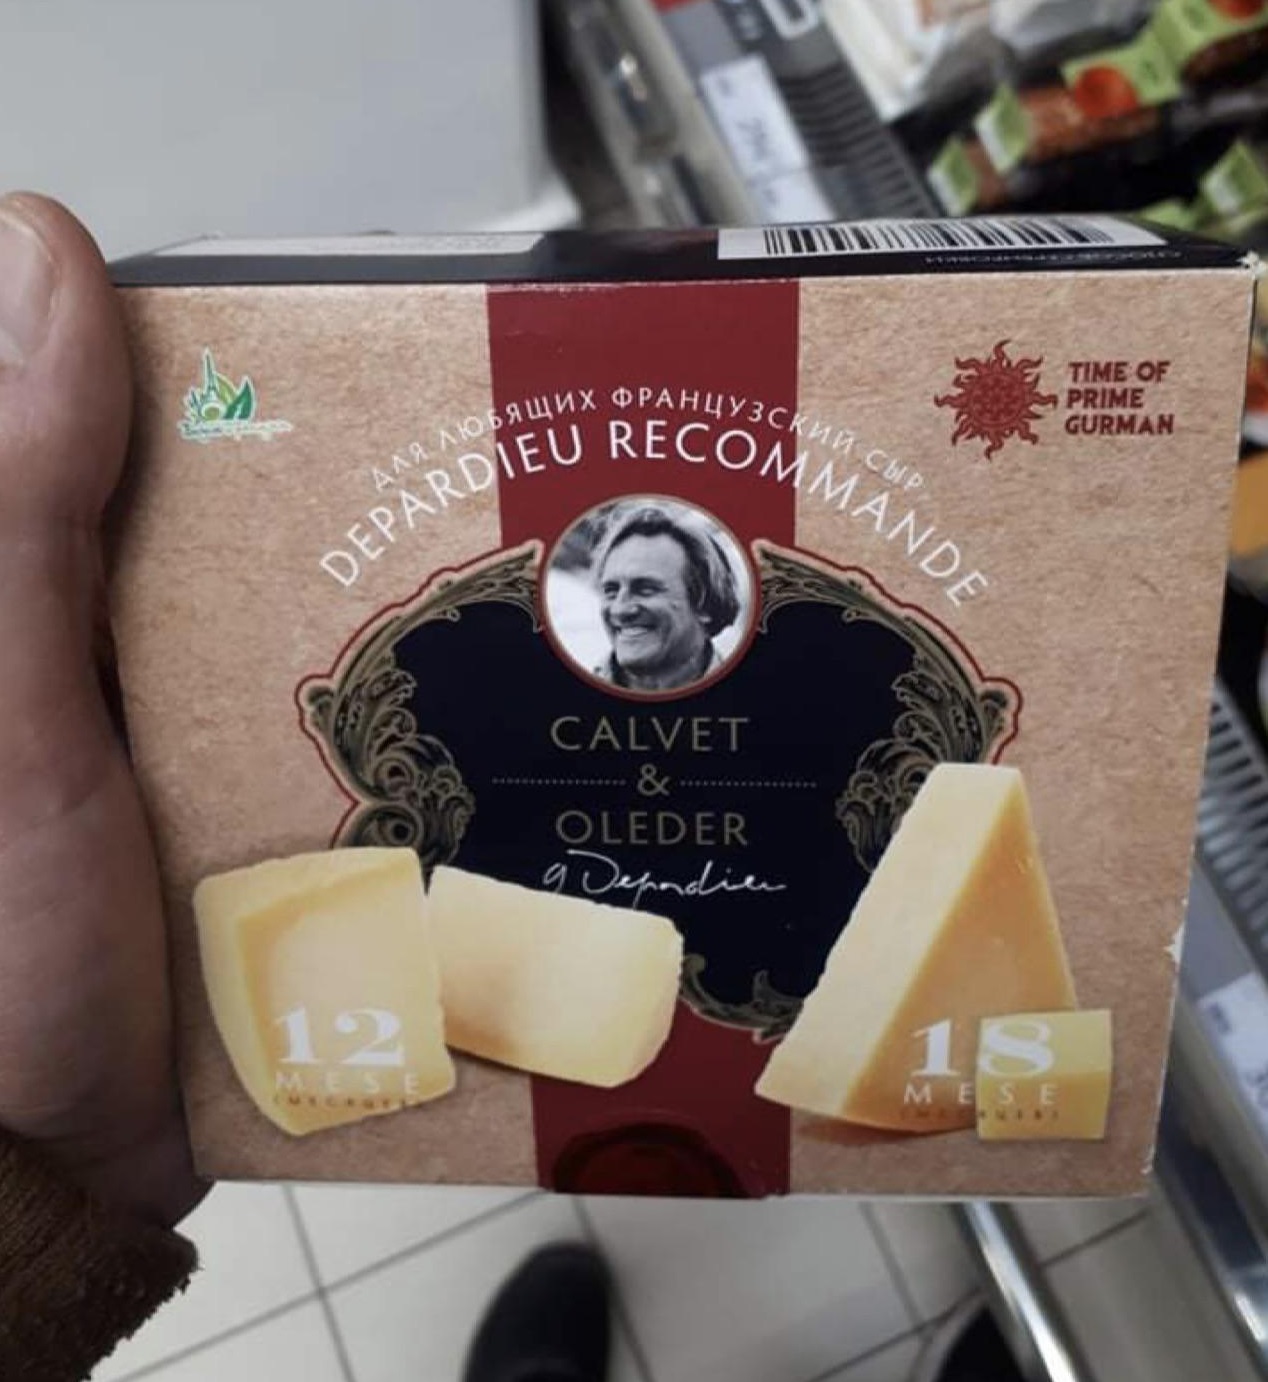 ДЛЯ ЛЮБЯЩИХ ФРАНЦУЗСКИЙ СЫР
DEPARDIEU RECOMMANDE
TIME OF
PRIME
GURMAN
CALVET
&
OLEDER
g Depardieu
12
MESE
18
MESE